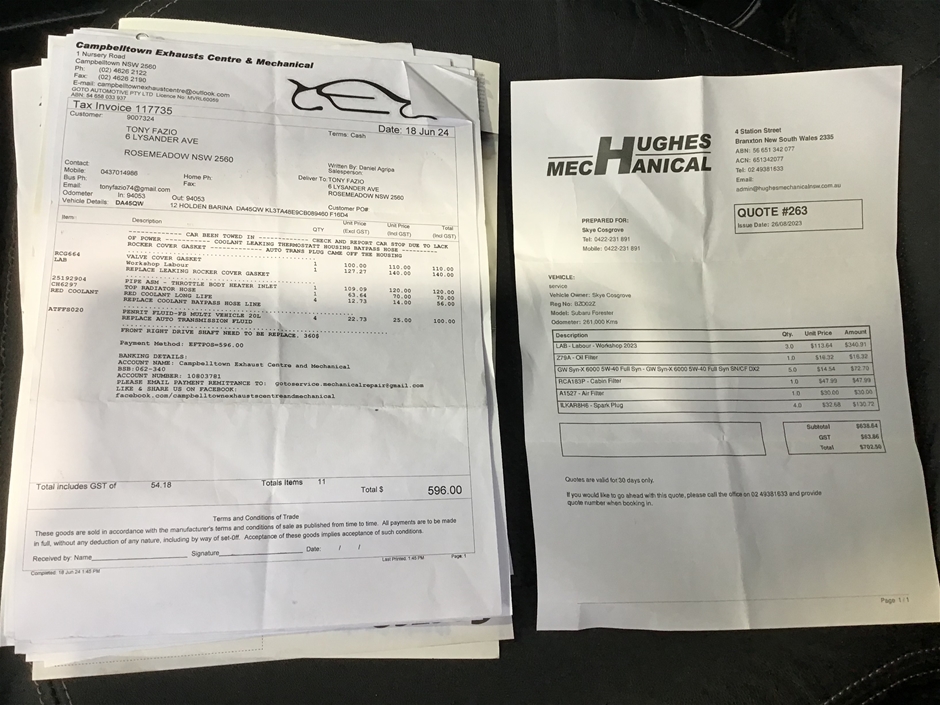 Campbelltown Exhausts Centre & Mechanical
1 Nursery Road
Campbelltown NSW 2560
Ph: (02) 4626 2122
Fax: (02) 4626 2190
E-mail: campbelltownexhaustcentre@outlook.com
GOTO AUTOMOTIVE PTY LTD Licence No: MVRL60089
ABN: 54 658 033 937
Tax Invoice 117735
Date: 18 Jun 24
Customer: 9007324
Terms: Cash
TONY FAZIO
6 LYSANDER AVE
ROSEMEADOW NSW 2560
Written By: Daniel Agripa
Salesperson:
Contact:
Deliver To: TONY FAZIO
6 LYSANDER AVE
ROSEMEADOW NSW 2560
Mobile: 0437014986 Home Ph:
Bus Ph: Fax:
Email: tonyfazio74@gmail.com
Customer PO#
Odometer In: 94053 Out: 94053
Vehicle Details: DA45QW 12 HOLDEN BARINA DA45QW KL3TA48E9CB089460 F16D4
Item: Description QTY Unit Price (Excl GST) Unit Price (Incl GST) Total (Incl GST)
------------- CAR BEEN TOWED IN ------------- CHECK AND REPORT CAR STOP DUE TO LACK
OF POWER ------------- COOLANT LEAKING THERMOSTATT HOUSING BAYPASS HOSE -------------
ROCKER COVER GASKET ------------- AUTO TRANS PLUG CAME OFF THE HOUSING
RCG664 VALVE COVER GASKET 1 100.00 110.00 110.00
LAB Workshop Labour 1 127.27 140.00 140.00
REPLACE LEAKING ROCKER COVER GASKET
25192904 PIPE ASM - THROTTLE BODY HEATER INLET 1 109.09 120.00 120.00
CH6297 TOP RADIATOR HOSE 1 63.64 70.00 70.00
RED COOLANT RED COOLANT LONG LIFE 4 12.73 14.00 56.00
REPLACE COOLANT BAYPASS HOSE LINE
ATFFS020 PENRIT FLUID-FS MULTI VEHICLE 20L 4 22.73 25.00 100.00
REPLACE AUTO TRANSMISSION FLUID
FRONT RIGHT DRIVE SHAFT NEED TO BE REPLACE. 360$
Payment Method: EFTPOS=596.00
BANKING DETAILS:
ACCOUNT NAME: Campbelltown Exhaust Centre and Mechanical
BSB:062-340
ACCOUNT NUMBER: 10803781
PLEASE EMAIL PAYMENT REMITTANCE TO: gotoservice.mechanicalrepair@gmail.com
LIKE & SHARE US ON FACEBOOK:
facebook.com/campbelltownexhaustscentreandmechanical
Total includes GST of 54.18 Totals Items 11 Total $ 596.00
Terms and Conditions of Trade
These goods are sold in accordance with the manufacturer's terms and conditions of sale as published from time to time. All payments are to be made
in full, without any deduction of any nature, including by way of set-Off. Acceptance of these goods implies acceptance of such conditions.
Received by: Name Signature Date: / /
Completed: 18 Jun 24 1:45 PM
Last Printed: 1:45 PM Page: 1
HUGHES
MECHANICAL
4 Station Street
Branxton New South Wales 2335
ABN: 56 651 342 077
ACN: 651342077
Tel: 02 49381633
Email:
admin@hughesmechanicalnsw.com.au
QUOTE #263
Issue Date: 26/08/2023
PREPARED FOR:
Skye Cosgrove
Tel: 0422-231 891
Mobile: 0422-231 891
VEHICLE:
service
Vehicle Owner: Skye Cosgrove
Reg No: BZD02Z
Model: Subaru Forester
Odometer: 261,000 Kms
Description Qty. Unit Price Amount
LAB - Labour - Workshop 2023 3.0 $113.64 $340.91
Z79A - Oil Filter 1.0 $16.32 $16.32
GW Syn-X 6000 5W-40 Full Syn - GW Syn-X 6000 5W-40 Full Syn SN/CF DX2 5.0 $14.54 $72.70
RCA183P - Cabin Filter 1.0 $47.99 $47.99
A1527 - Air Filter 1.0 $30.00 $30.00
ILKAR8H6 - Spark Plug 4.0 $32.68 $130.72
Subtotal $638.64
GST $63.86
Total $702.50
Quotes are valid for 30 days only.
If you would like to go ahead with this quote, please call the office on 02 49381633 and provide
quote number when booking in.
Page 1 / 1